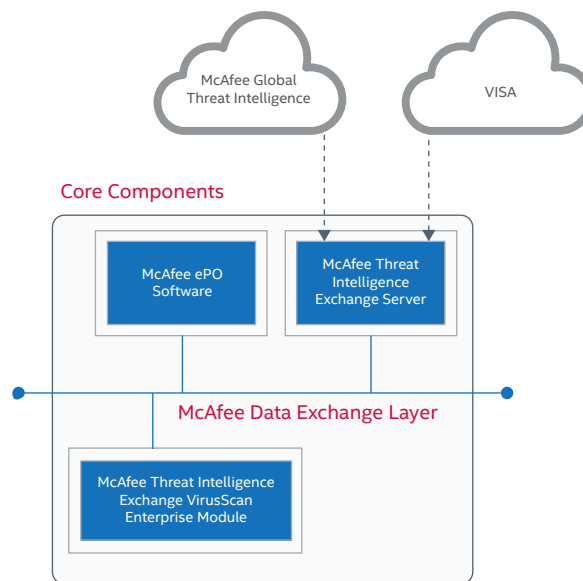 McAfee Global
Threat Intelligence
VISA
Core Components
McAfee ePO
Software
McAfee Threat
Intelligence
Exchange Server
McAfee Data Exchange Layer
McAfee Threat Intelligence
Exchange VirusScan
Enterprise Module